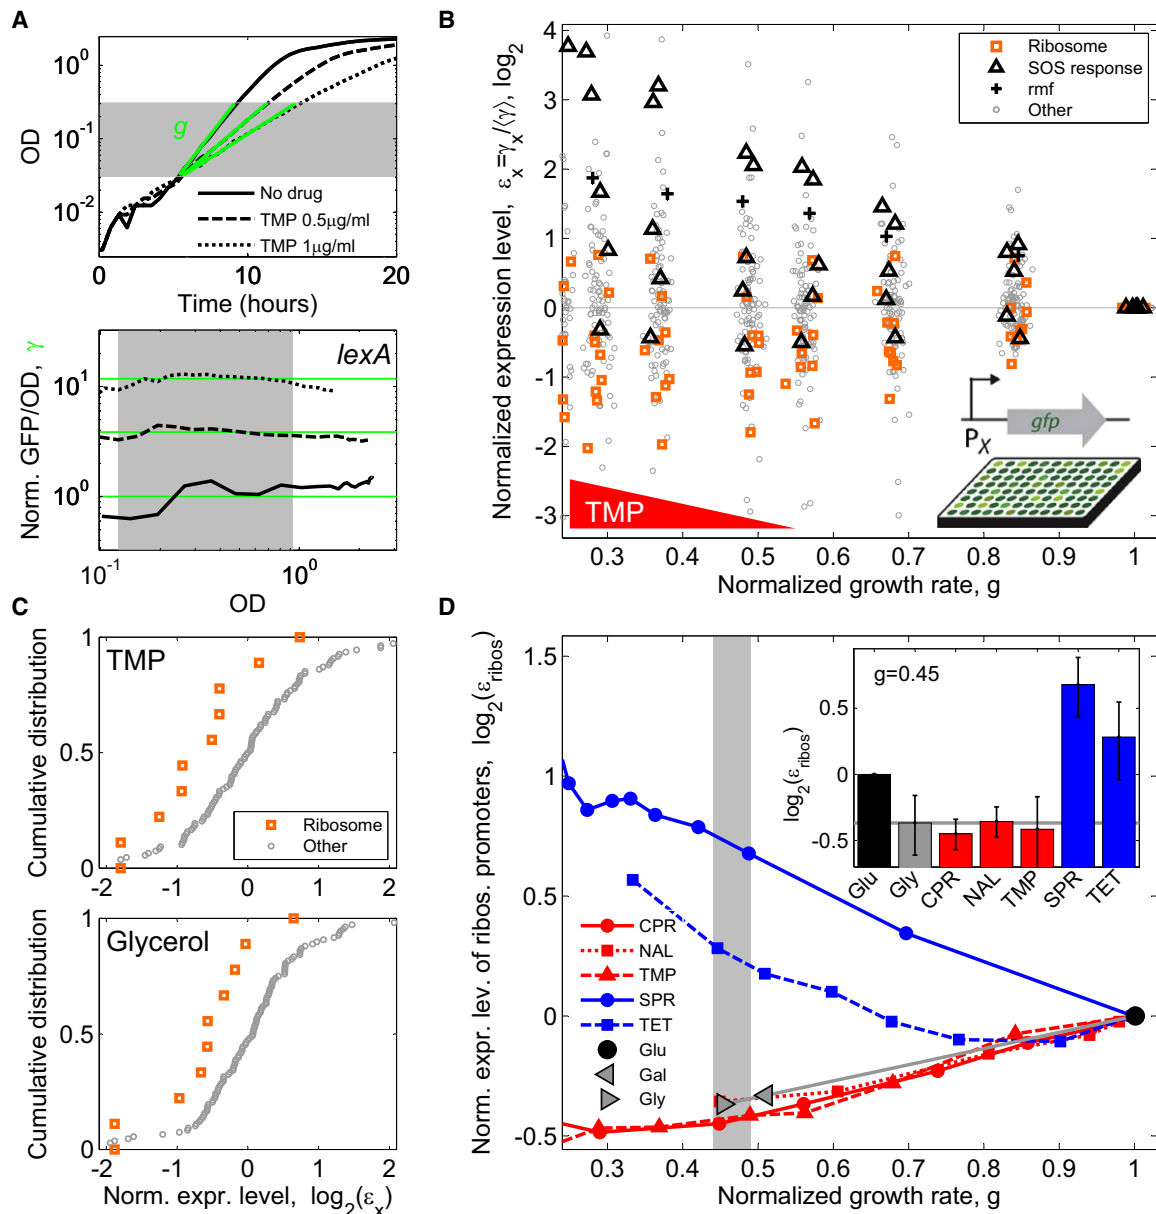 A
10^0
10^-1
10^-2
OD
g
No drug
TMP 0.5μg/ml
TMP 1μg/ml
0 10 20
Time (hours)
Norm. GFP/OD, γ
lexA
10^1
10^0
10^-1 10^0
OD
B
Normalized expression level, ε_x=γ_x/⟨γ⟩, log_2
4
3
2
1
0
-1
-2
-3
Ribosome
SOS response
rmf
Other
P_X
gfp
TMP
0.3 0.4 0.5 0.6 0.7 0.8 0.9 1
Normalized growth rate, g
C
Cumulative distribution
1
0.5
0
TMP
Ribosome
Other
-2 -1 0 1 2
Cumulative distribution
1
0.5
0
Glycerol
-2 -1 0 1 2
Norm. expr. level, log_2(ε_x)
D
Norm. expr. lev. of ribos. promoters, log_2(ε_ribos)
1.5
1
0.5
0
-0.5
CPR
NAL
TMP
SPR
TET
Glu
Gal
Gly
g=0.45
log_2(ε_ribos)
0.5
0
-0.5
Glu Gly CPR NAL TMP SPR TET
0.3 0.4 0.5 0.6 0.7 0.8 0.9 1
Normalized growth rate, g